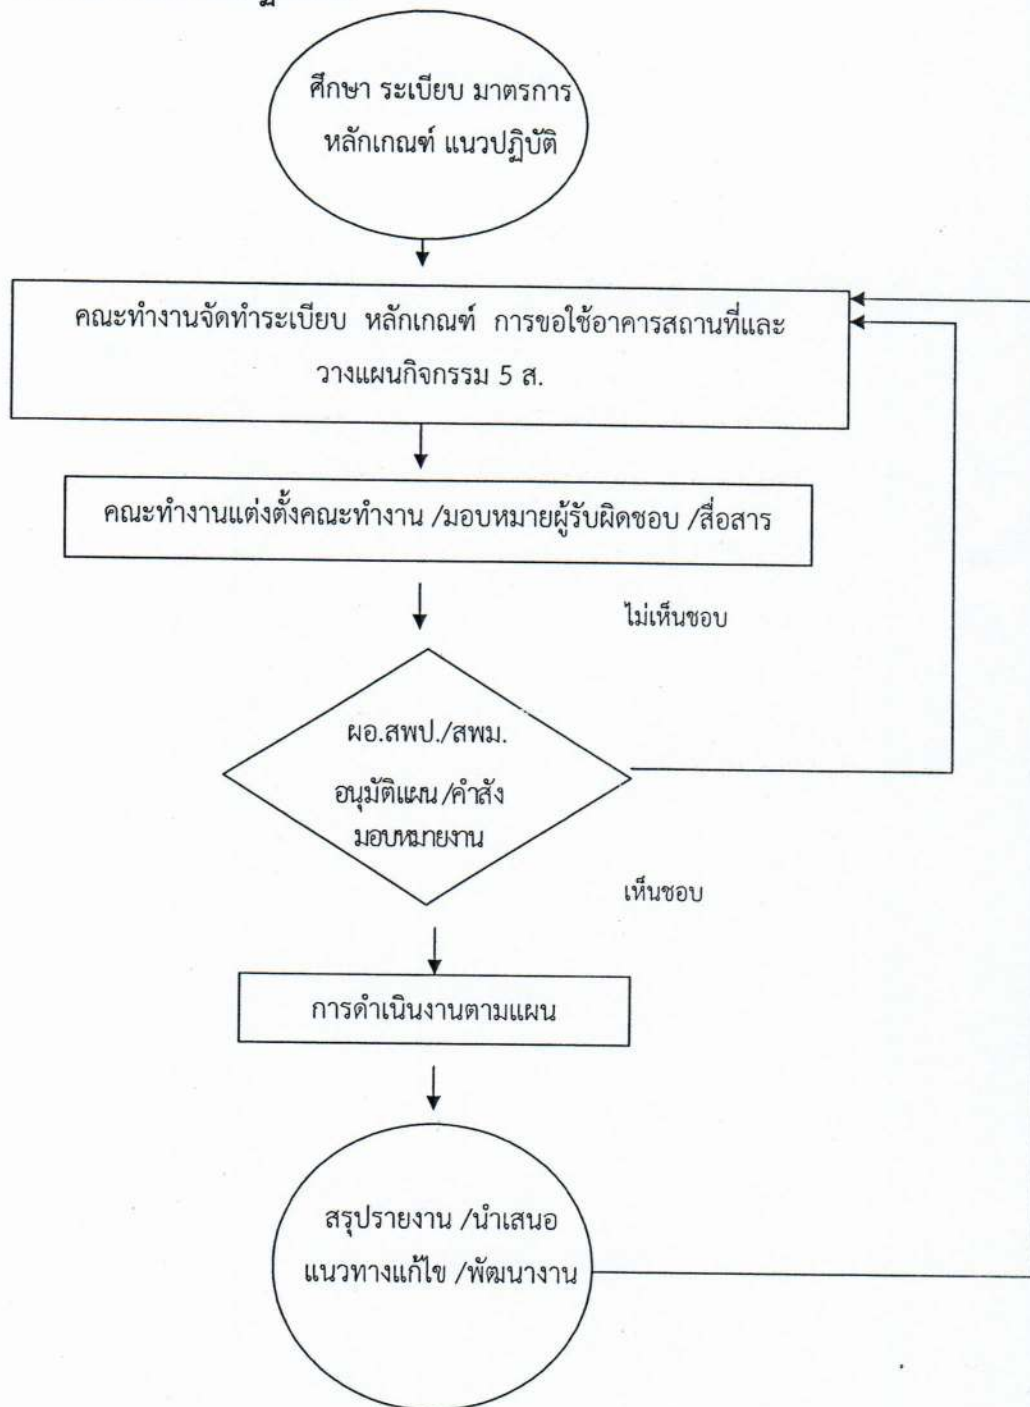 ศึกษา ระเบียบ มาตรการ
หลักเกณฑ์ แนวปฏิบัติ
คณะทำงานจัดทำระเบียบ หลักเกณฑ์ การขอใช้อาคารสถานที่และ
วางแผนกิจกรรม 5 ส.
คณะทำงานแต่งตั้งคณะทำงาน /มอบหมายผู้รับผิดชอบ /สื่อสาร
ไม่เห็นชอบ
ผอ.สพป./สพม.
อนุมัติแผน /คำสั่ง
มอบหมายงาน
เห็นชอบ
การดำเนินงานตามแผน
สรุปรายงาน /นำเสนอ
แนวทางแก้ไข /พัฒนางาน